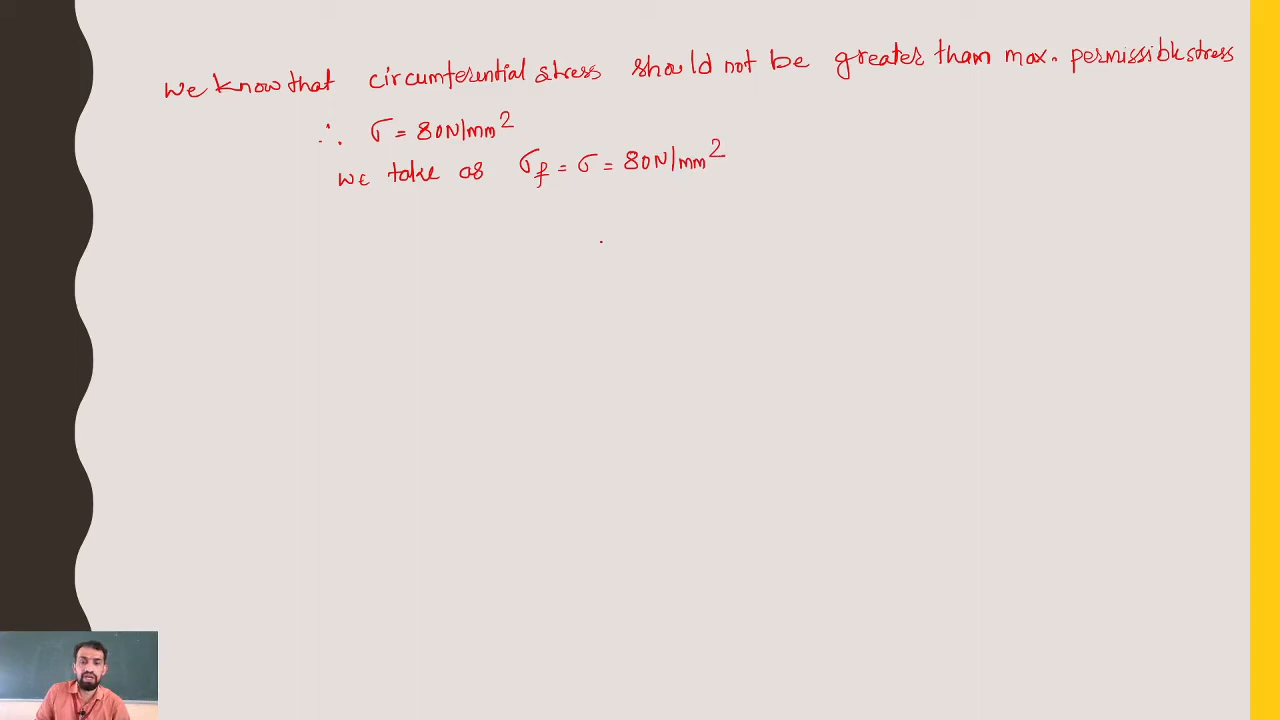 we know that circumferential stress should not be greater than max. permissible stress
∴ σ = 80N/mm²
we take as σf = σ = 80N/mm²